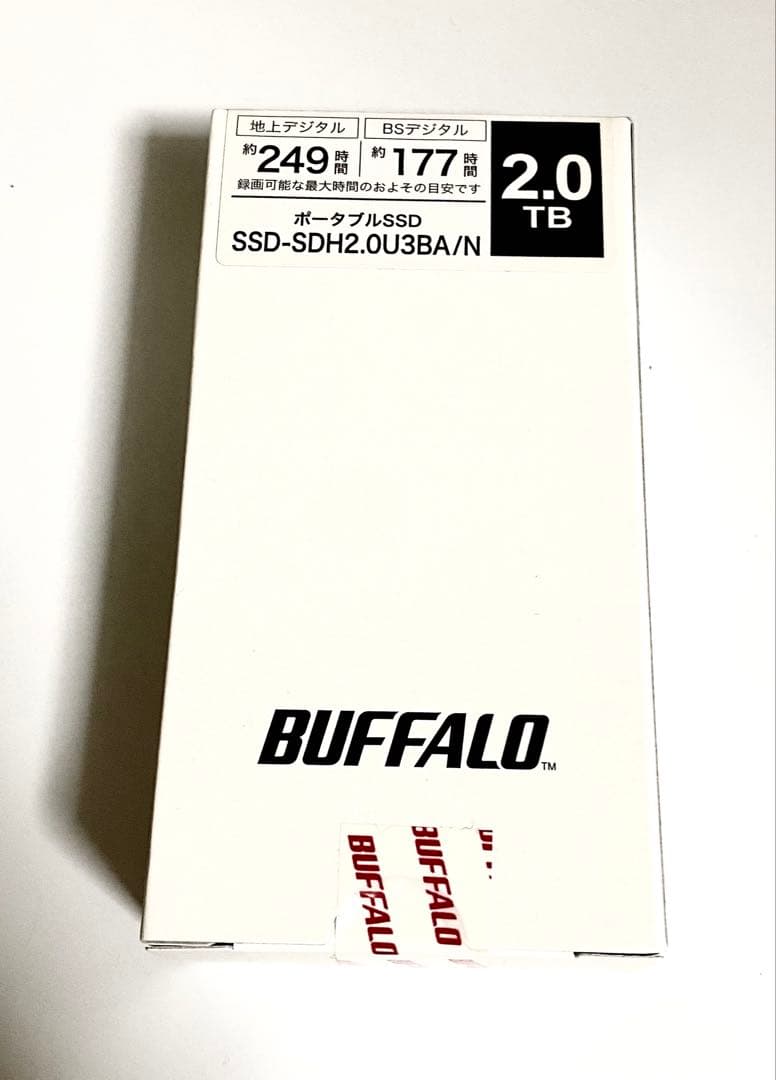 地上デジタル BSデジタル
約249時間 約177時間
録画可能な最大時間のおよその目安です
2.0
TB
ポータブルSSD
SSD-SDH2.0U3BA/N
BUFFALO™
BUFFALO
BUFFALO